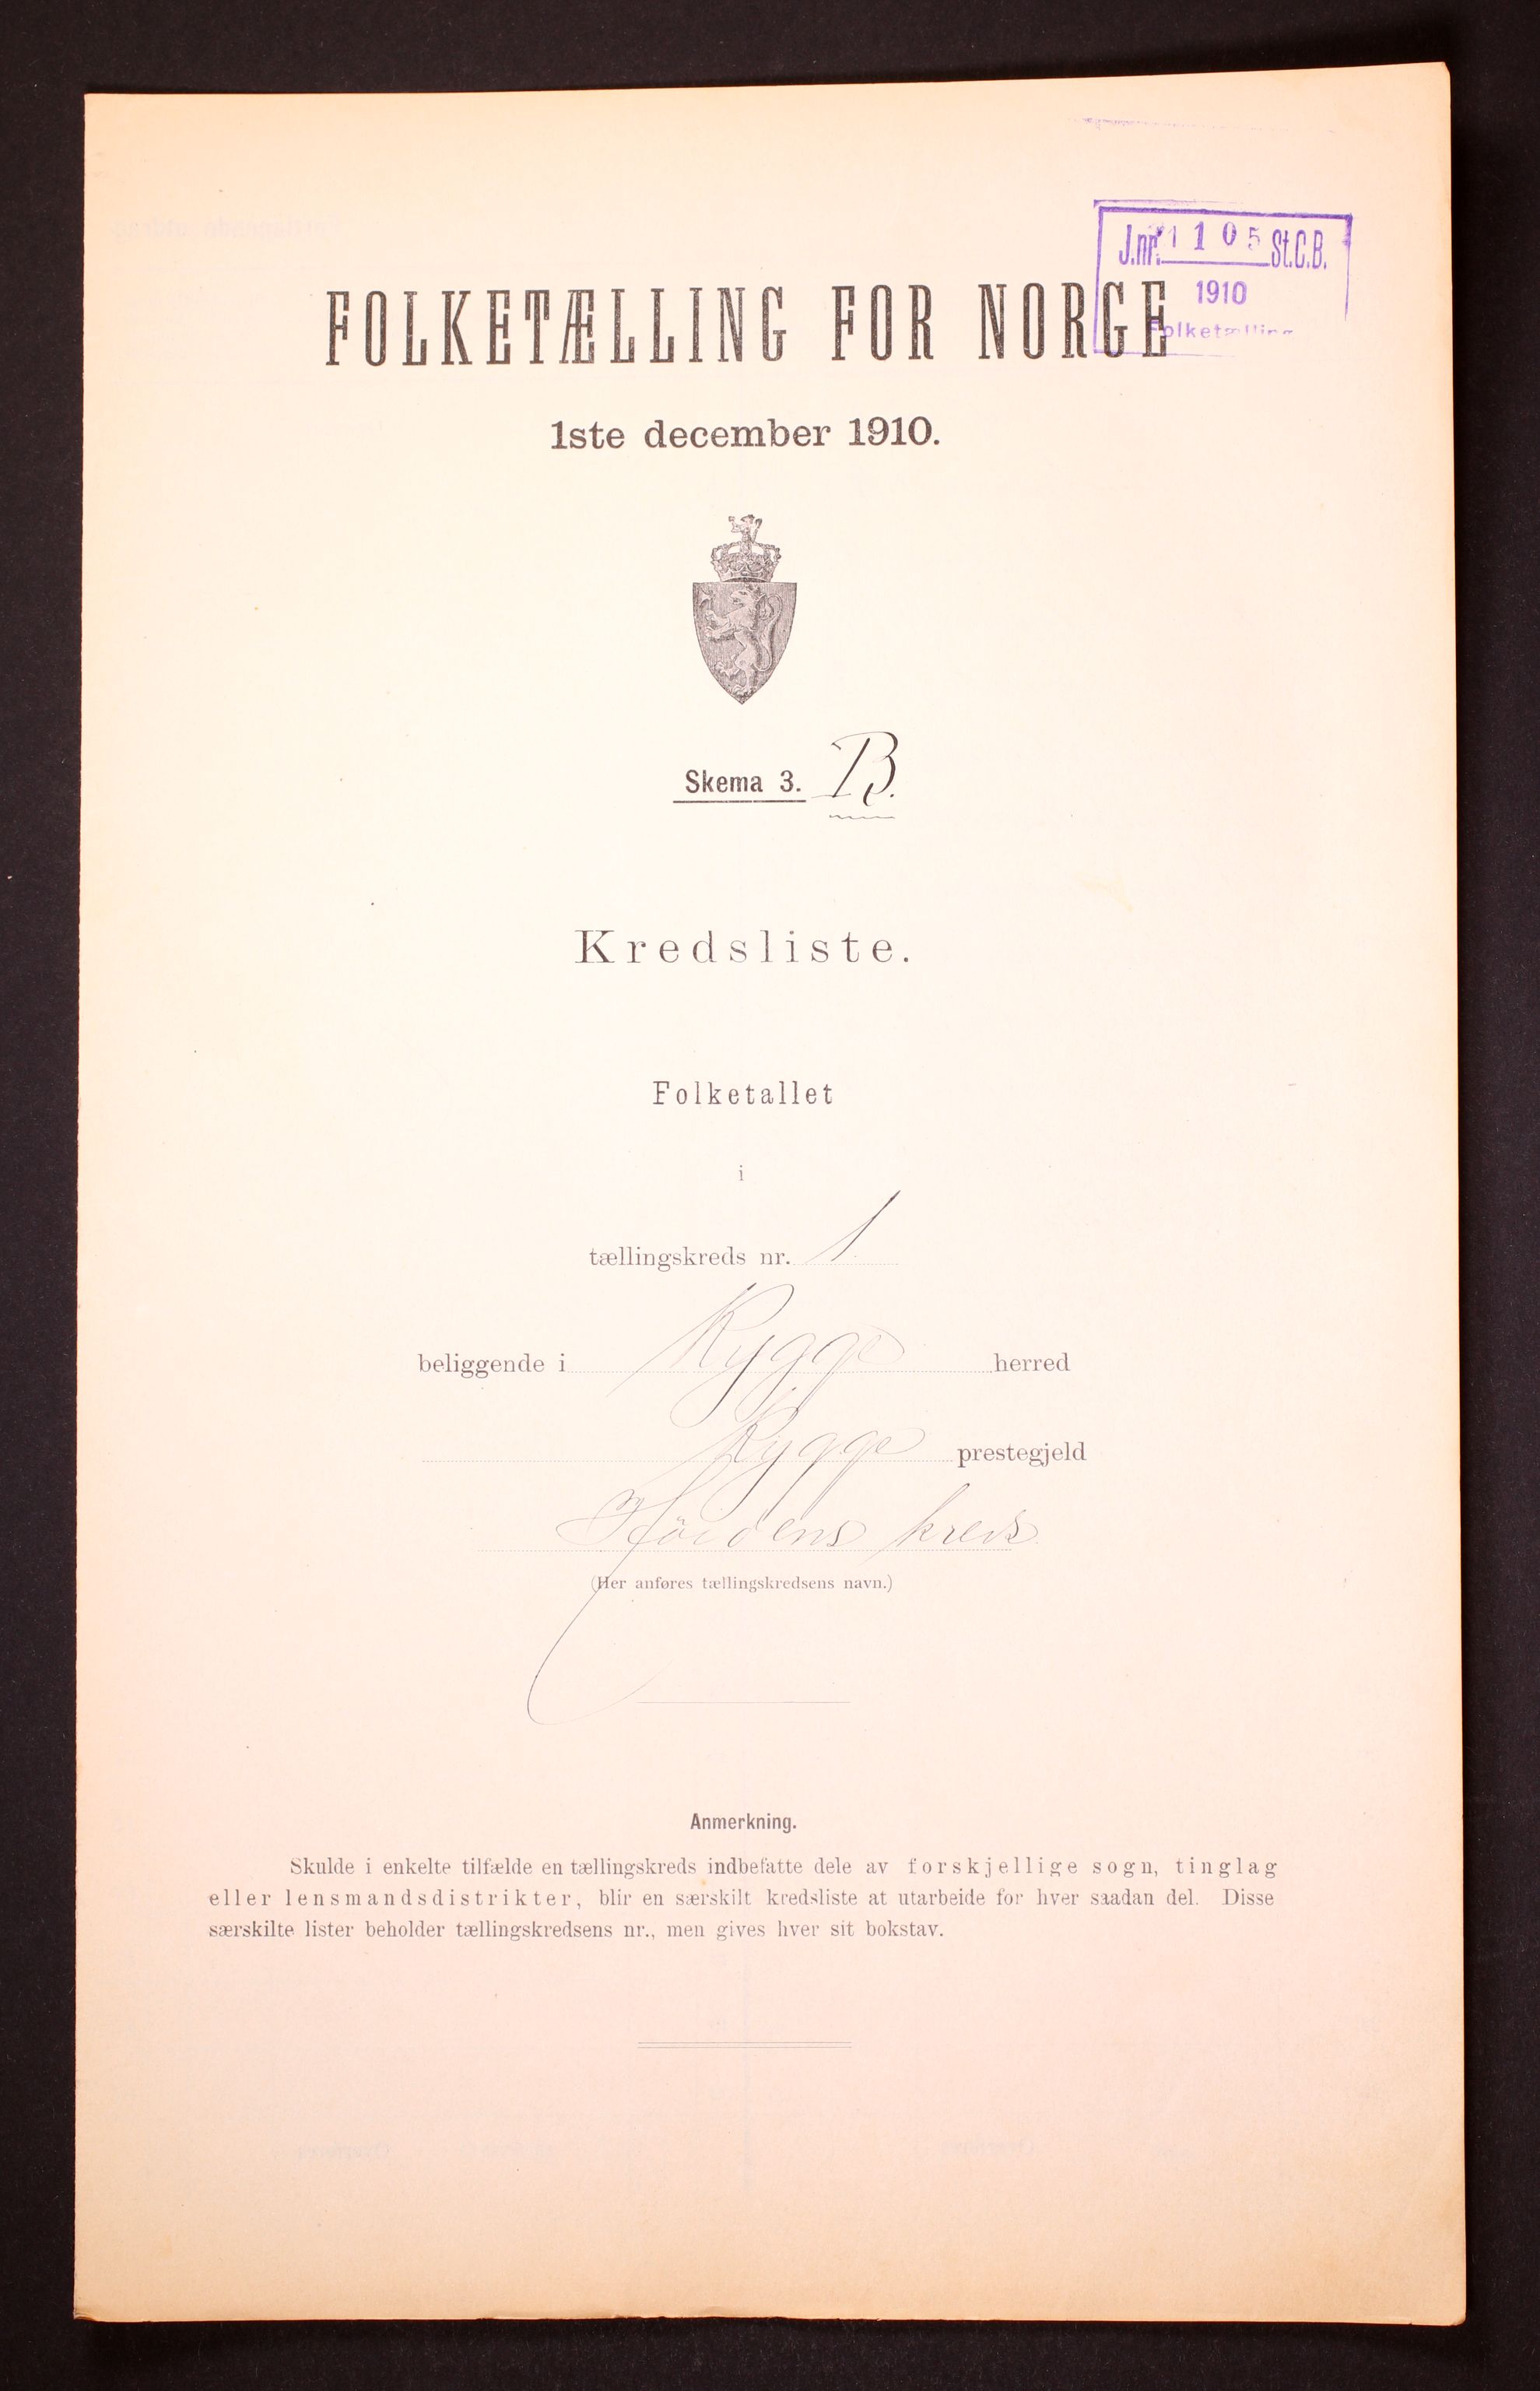 J.nr. 1105 St.C.B.
1910
Folketælling
FOLKETÆLLING FOR NORGE
1ste december 1910.
Skema 3. B.
Kredsliste.
Folketallet
i
tællingskreds nr. 1
beliggende i Rygge herred
Rygge prestegjeld
Höidens kreds
(Her anføres tællingskredsens navn.)
Anmerkning.
Skulde i enkelte tilfælde en tællingskreds indbefatte dele av forskjellige sogn, tinglag
eller lensmandsdistrikter, blir en særskilt kredsliste at utarbeide for hver saadan del. Disse
særskilte lister beholder tællingskredsens nr., men gives hver sit bokstav.